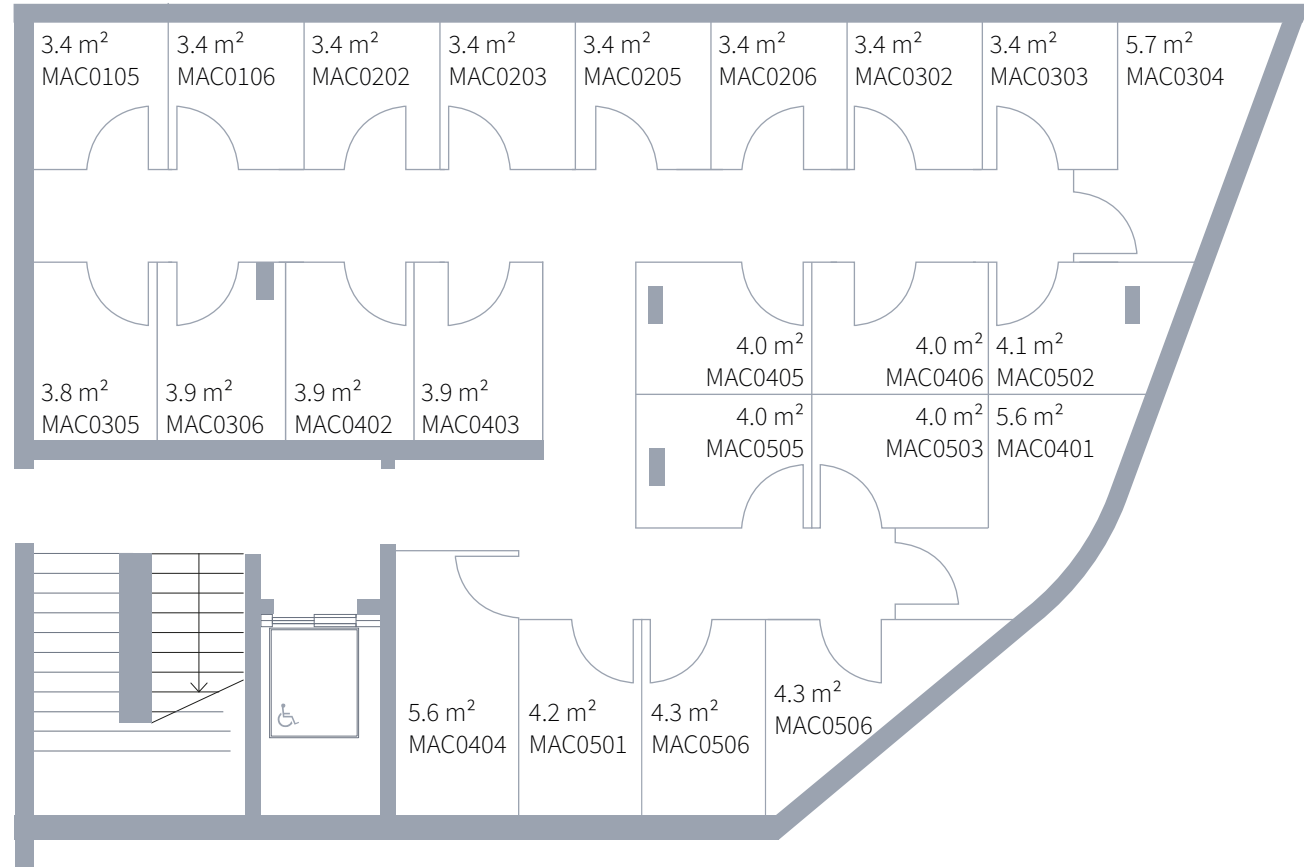 3.4 m²
MAC0105
3.4 m²
MAC0106
3.4 m²
MAC0202
3.4 m²
MAC0203
3.4 m²
MAC0205
3.4 m²
MAC0206
3.4 m²
MAC0302
3.4 m²
MAC0303
5.7 m²
MAC0304
3.8 m²
MAC0305
3.9 m²
MAC0306
3.9 m²
MAC0402
3.9 m²
MAC0403
4.0 m²
MAC0405
4.0 m²
MAC0406
4.1 m²
MAC0502
4.0 m²
MAC0505
4.0 m²
MAC0503
5.6 m²
MAC0401
5.6 m²
MAC0404
4.2 m²
MAC0501
4.3 m²
MAC0506
4.3 m²
MAC0506